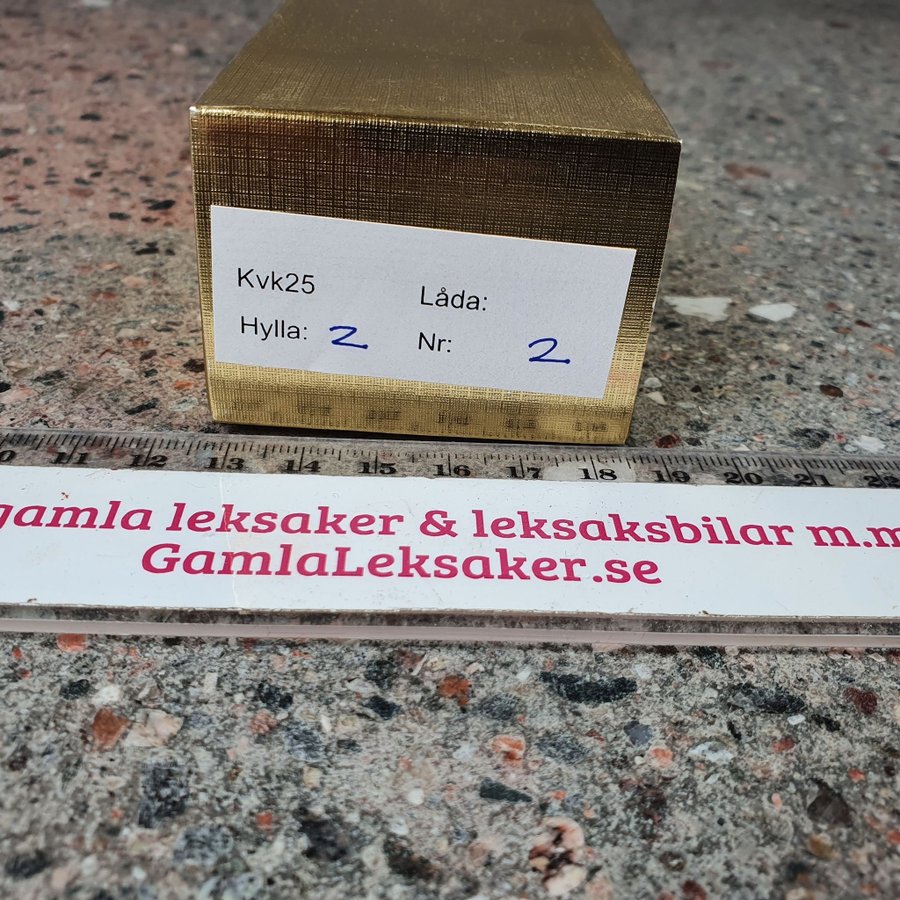 Kvk25 Låda:
Hylla: 2 Nr: 2
11 12 13 14 15 16 17 18 19 20 21 22
gamla leksaker & leksaksbilar m.m
GamlaLeksaker.se